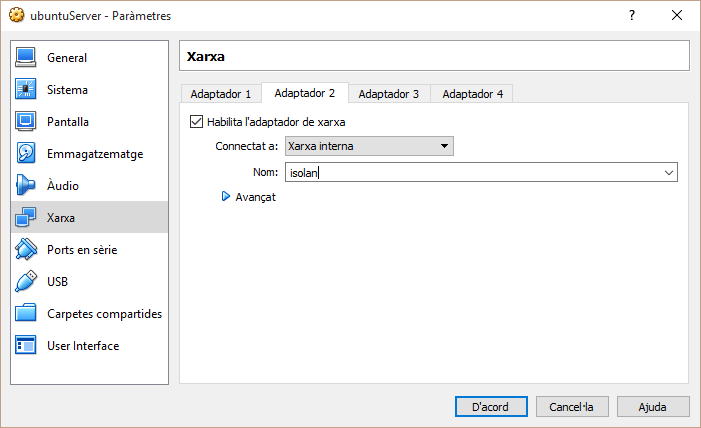 ubuntuServer - Paràmetres
General
Sistema
Pantalla
Emmagatzematge
Àudio
Xarxa
Ports en sèrie
USB
Carpetes compartides
User Interface
Xarxa
Adaptador 1 Adaptador 2 Adaptador 3 Adaptador 4
Habilita l'adaptador de xarxa
Connectat a: Xarxa interna
Nom: isolan
Avançat
D'acord Cancel·la Ajuda